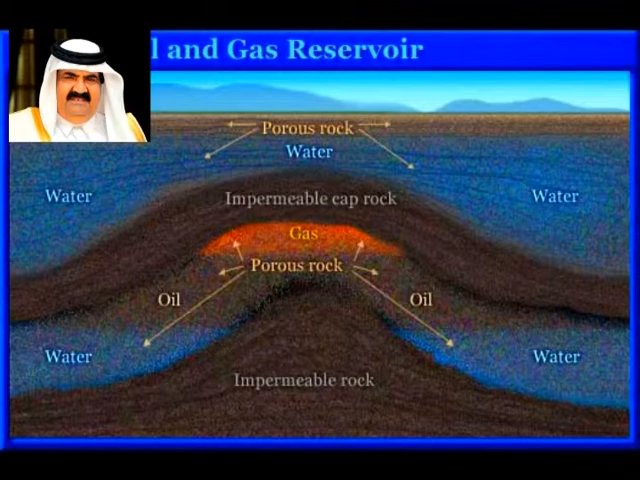 l and Gas Reservoir
Porous rock
Water
Water
Water
Impermeable cap rock
Gas
Porous rock
Oil
Oil
Water
Water
Impermeable rock